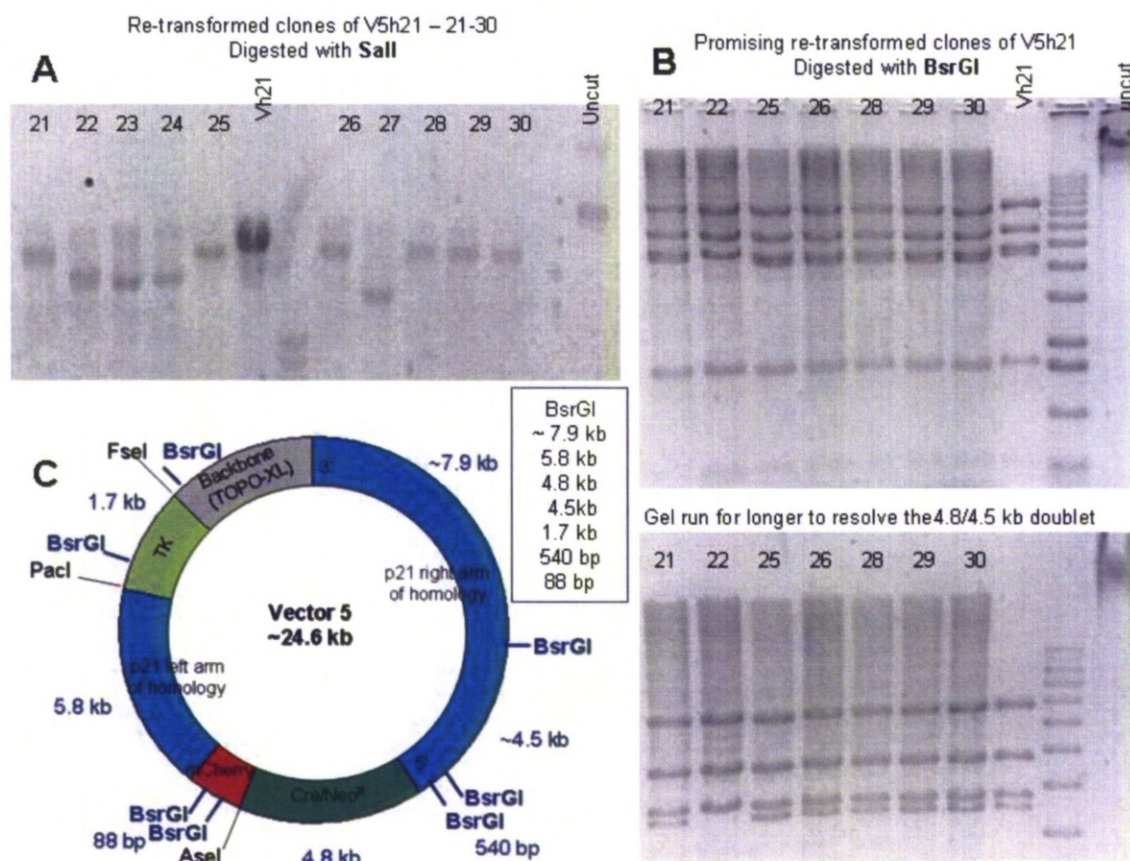 Re-transformed clones of V5h21 – 21-30
Digested with SalI
A
21 22 23 24 25 Vh21 26 27 28 29 30 Uncut
B
Promising re-transformed clones of V5h21
Digested with BsrGI
21 22 25 26 28 29 30 Vh21 uncut
C
FseI
BsrGI
Backbone
(TOPO-XL)
3'
~7.9 kb
1.7 kb
TK
BsrGI
PacI
p21 right arm
of homology
Vector 5
~24.6 kb
BsrGI
p21 left arm
of homology
5.8 kb
~4.5 kb
5'
mCherry
Cre/Neoᴿ
BsrGI
BsrGI
BsrGI
BsrGI
88 bp
AseI
4.8 kb
540 bp
BsrGI
~ 7.9 kb
5.8 kb
4.8 kb
4.5kb
1.7 kb
540 bp
88 bp
Gel run for longer to resolve the4.8/4.5 kb doublet
21 22 25 26 28 29 30